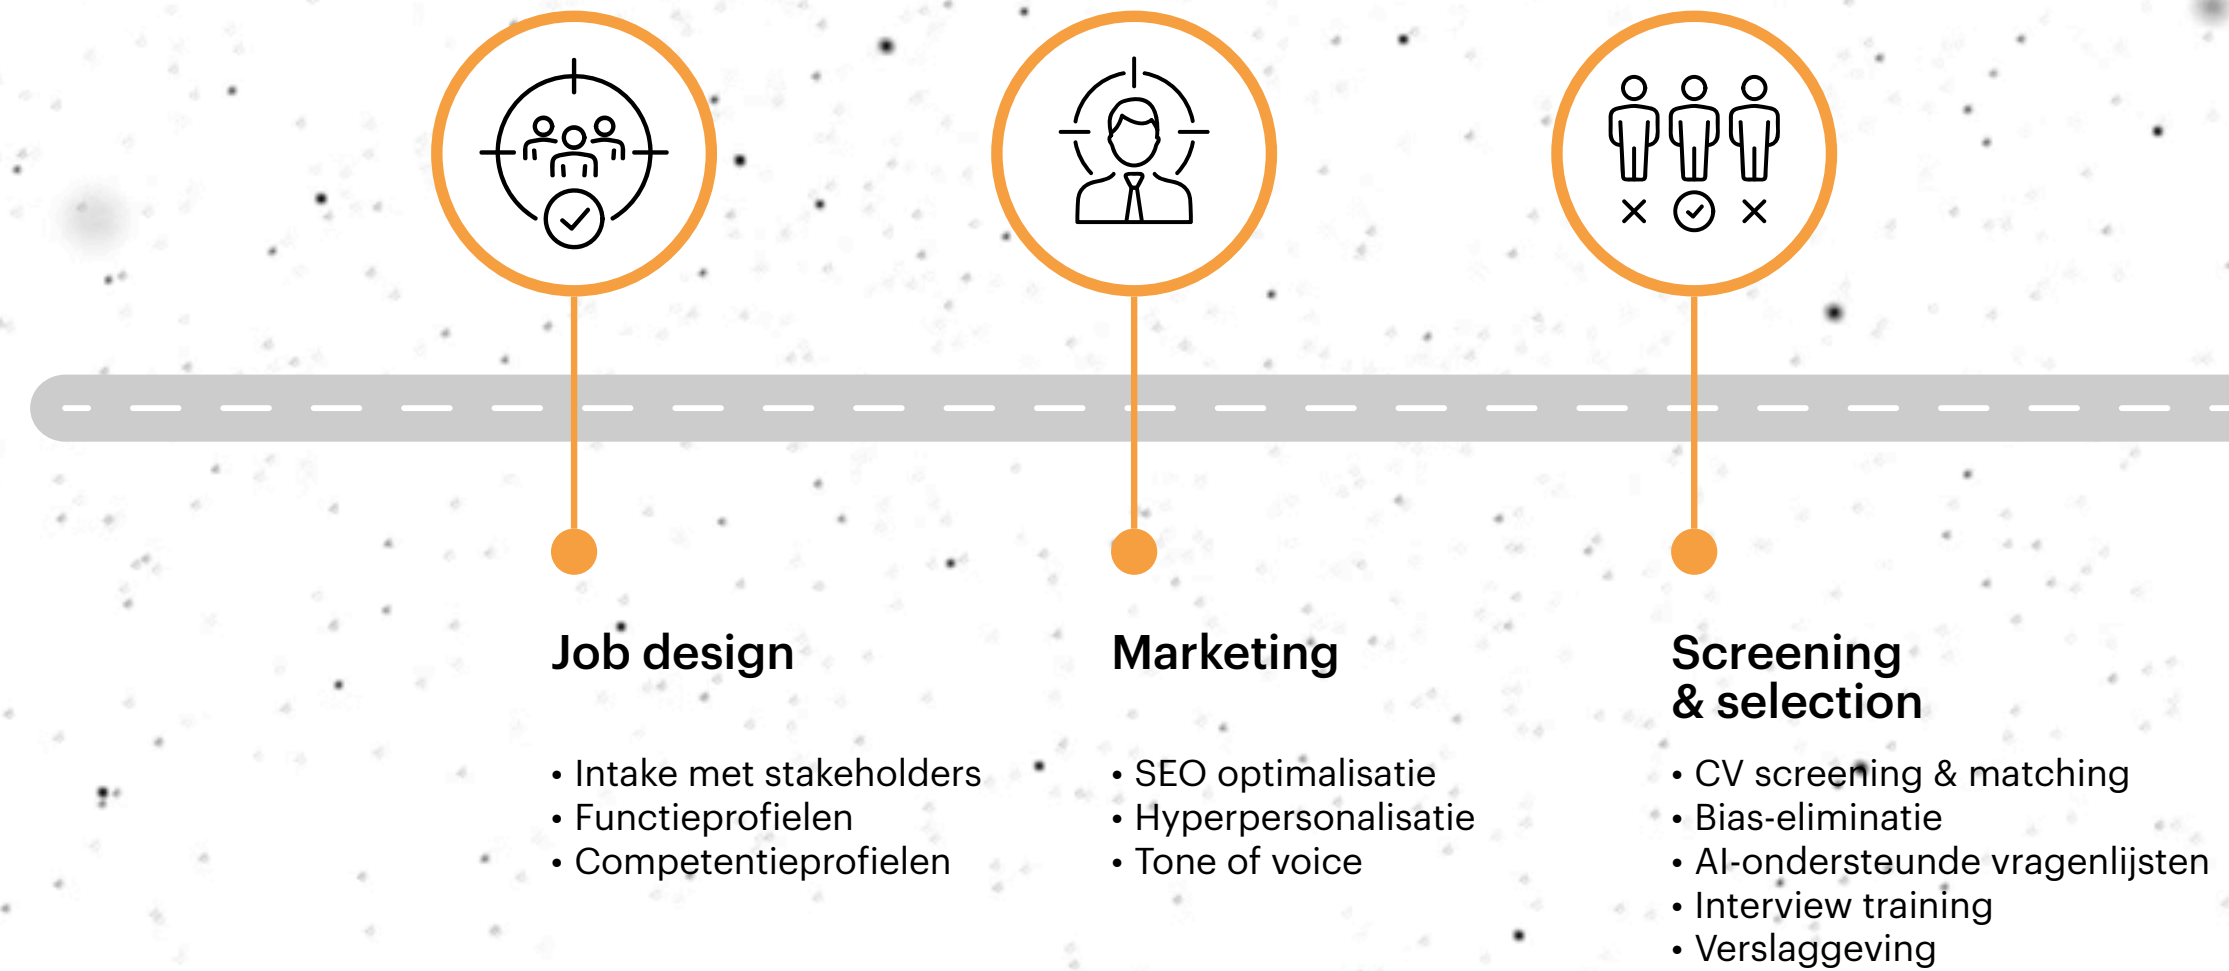 Job design
• Intake met stakeholders
• Functieprofielen
• Competentieprofielen
Marketing
• SEO optimalisatie
• Hyperpersonalisatie
• Tone of voice
Screening
& selection
• CV screening & matching
• Bias-eliminatie
• AI-ondersteunde vragenlijsten
• Interview training
• Verslaggeving